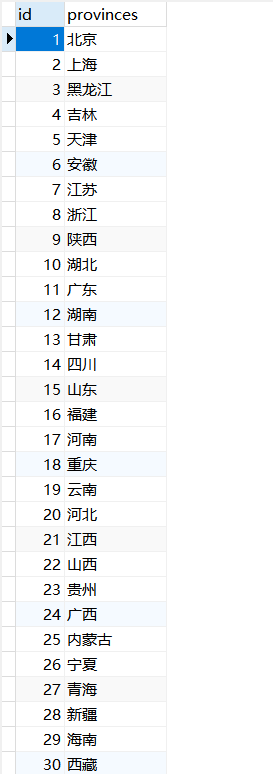 id provinces
1 北京
2 上海
3 黑龙江
4 吉林
5 天津
6 安徽
7 江苏
8 浙江
9 陕西
10 湖北
11 广东
12 湖南
13 甘肃
14 四川
15 山东
16 福建
17 河南
18 重庆
19 云南
20 河北
21 江西
22 山西
23 贵州
24 广西
25 内蒙古
26 宁夏
27 青海
28 新疆
29 海南
30 西藏